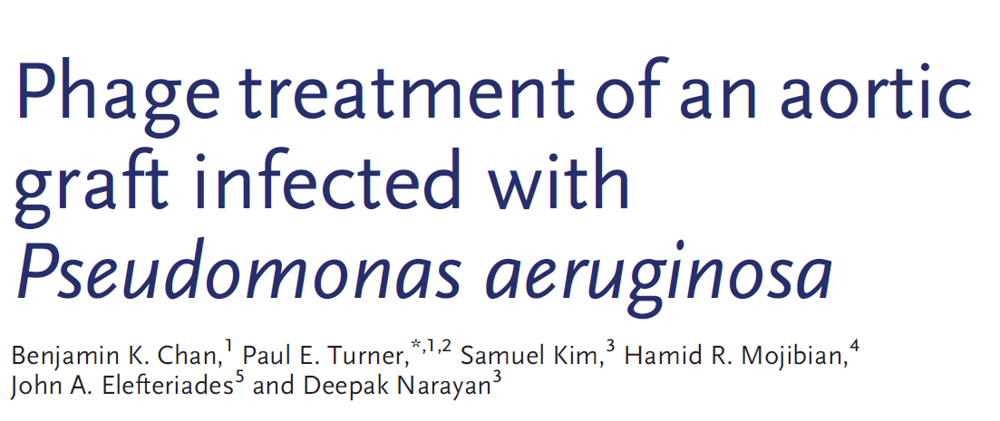 Phage treatment of an aortic
graft infected with
Pseudomonas aeruginosa
Benjamin K. Chan,¹ Paul E. Turner,*,¹,² Samuel Kim,³ Hamid R. Mojibian,⁴
John A. Elefteriades⁵ and Deepak Narayan³